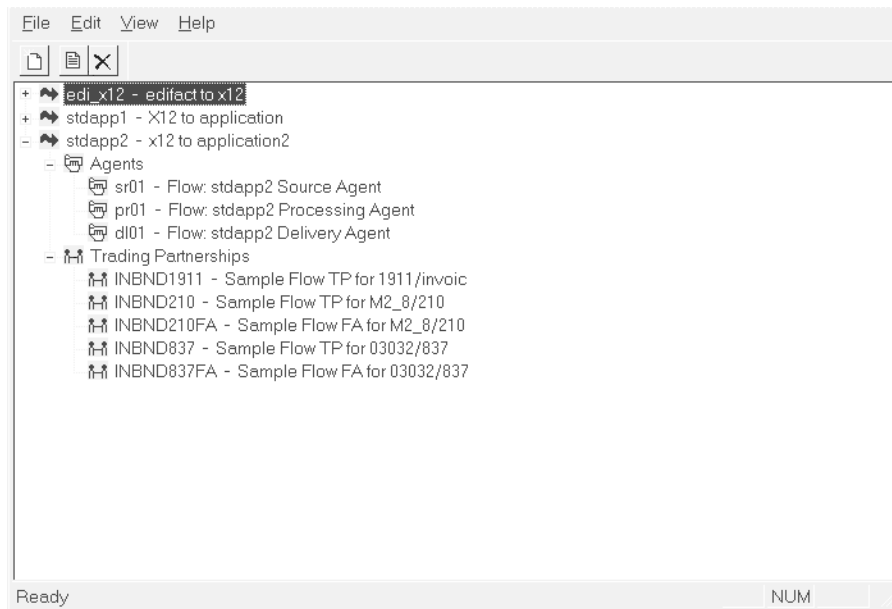 File Edit View Help
edi_x12 - edifact to x12
stdapp1 - X12 to application
stdapp2 - x12 to application2
Agents
sr01 - Flow: stdapp2 Source Agent
pr01 - Flow: stdapp2 Processing Agent
dl01 - Flow: stdapp2 Delivery Agent
Trading Partnerships
INBND1911 - Sample Flow TP for 1911/invoic
INBND210 - Sample Flow TP for M2_8/210
INBND210FA - Sample Flow FA for M2_8/210
INBND837 - Sample Flow TP for 03032/837
INBND837FA - Sample Flow FA for 03032/837
Ready NUM